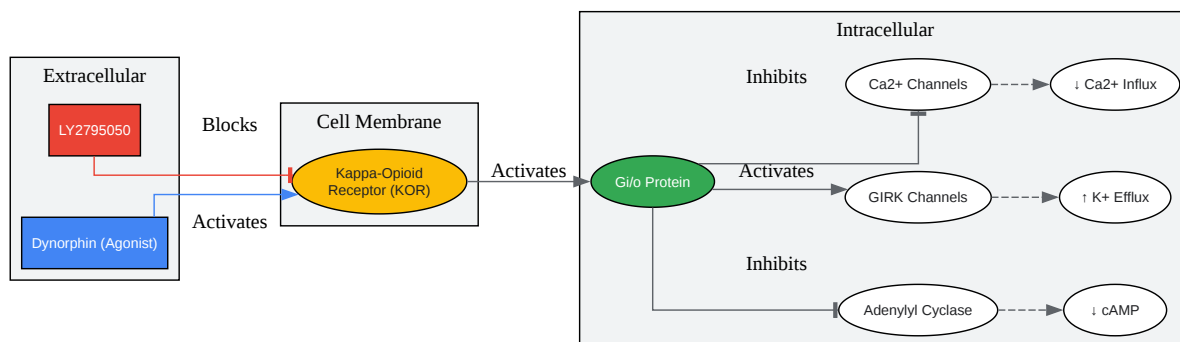 Extracellular
LY2795050
Dynorphin (Agonist)
Blocks
Activates
Cell Membrane
Kappa-Opioid
Receptor (KOR)
Activates
Intracellular
Gi/o Protein
Inhibits
Ca2+ Channels
↓ Ca2+ Influx
Activates
GIRK Channels
↑ K+ Efflux
Inhibits
Adenylyl Cyclase
↓ cAMP